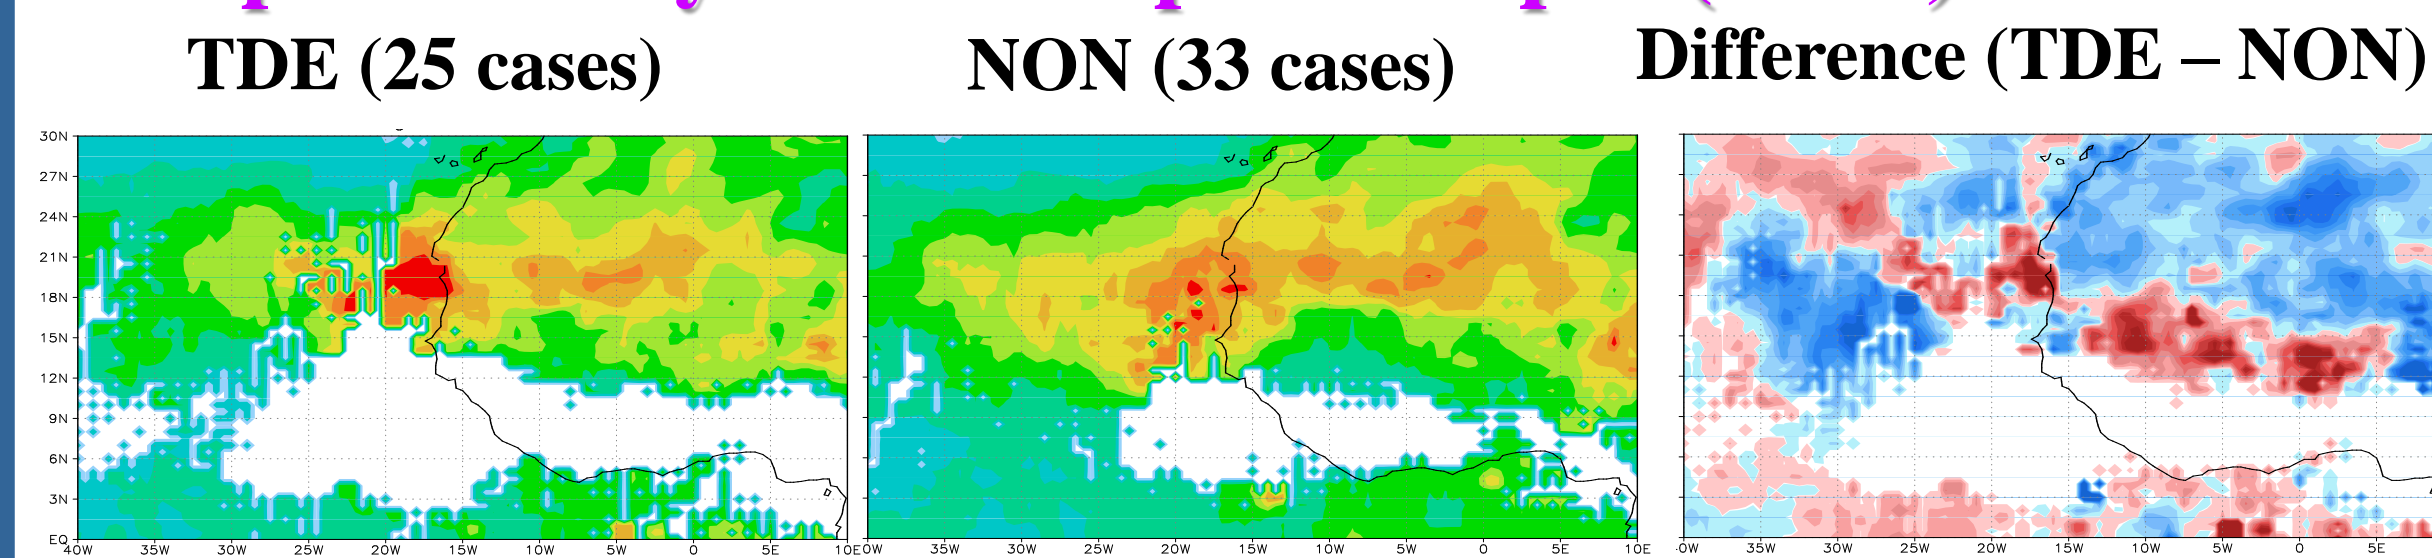 TDE (25 cases)
NON (33 cases)
Difference (TDE – NON)
30N
27N
24N
21N
18N
15N
12N
9N
6N
3N
EQ
40W 35W 30W 25W 20W 15W 10W 5W 0 5E 10E
35W 30W 25W 20W 15W 10W 5W 0 5E 10E
35W 30W 25W 20W 15W 10W 5W 0 5E